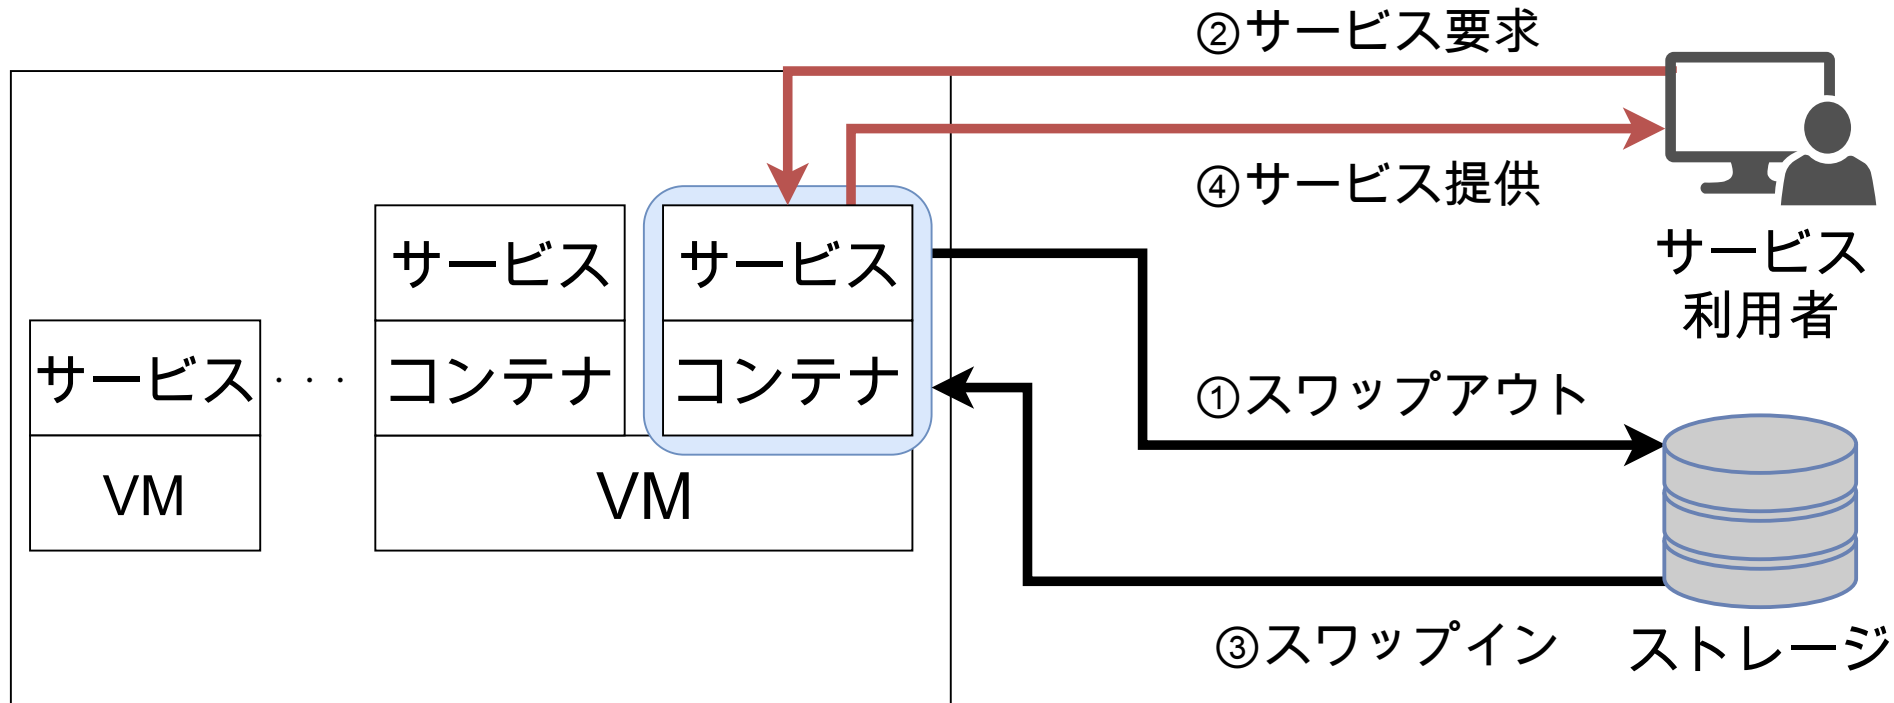 ②サービス要求
④サービス提供
サービス
利用者
サービス
サービス
サービス
コンテナ
コンテナ
・・・
VM
VM
①スワップアウト
③スワップイン
ストレージ